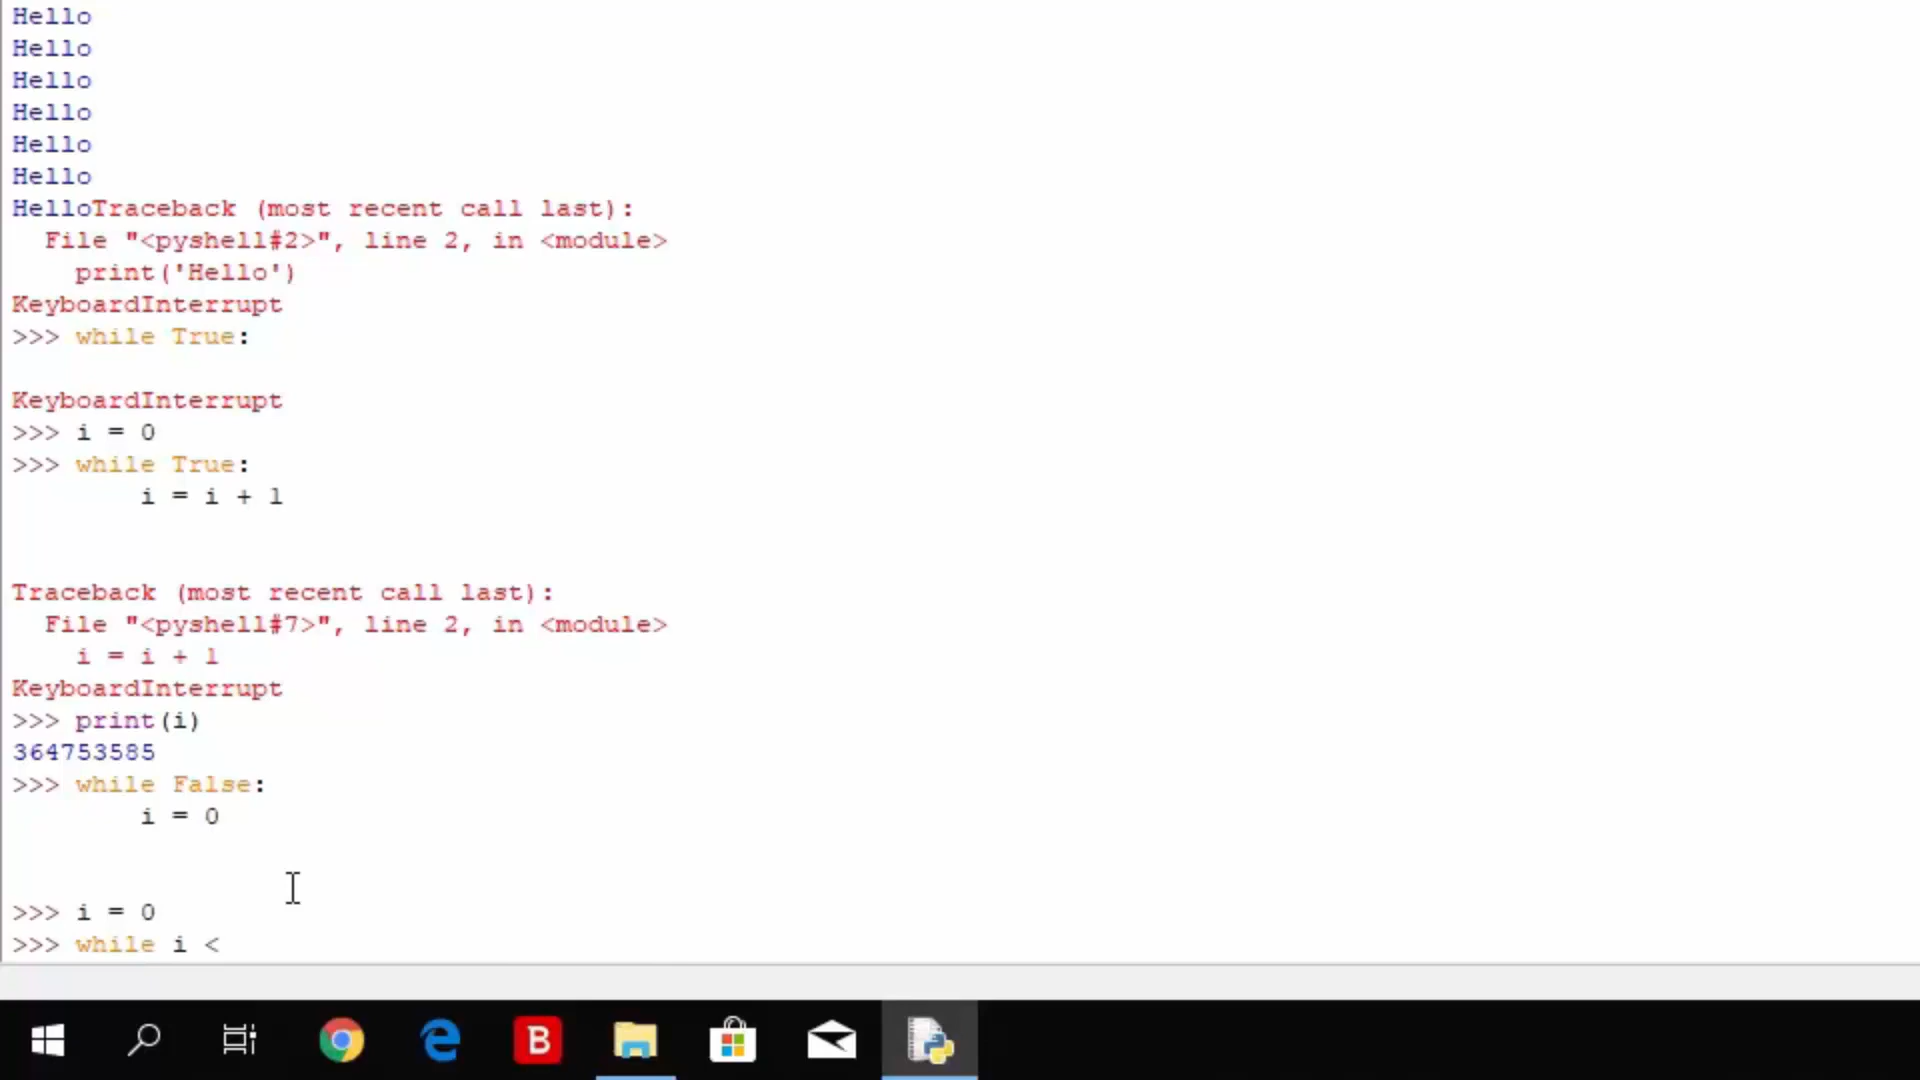 Hello
Hello
Hello
Hello
Hello
Hello
HelloTraceback (most recent call last):
  File "<pyshell#2>", line 2, in <module>
    print('Hello')
KeyboardInterrupt
>>> while True:
KeyboardInterrupt
>>> i = 0
>>> while True:
        i = i + 1
Traceback (most recent call last):
  File "<pyshell#7>", line 2, in <module>
    i = i + 1
KeyboardInterrupt
>>> print(i)
364753585
>>> while False:
        i = 0
>>> i = 0
>>> while i <
B